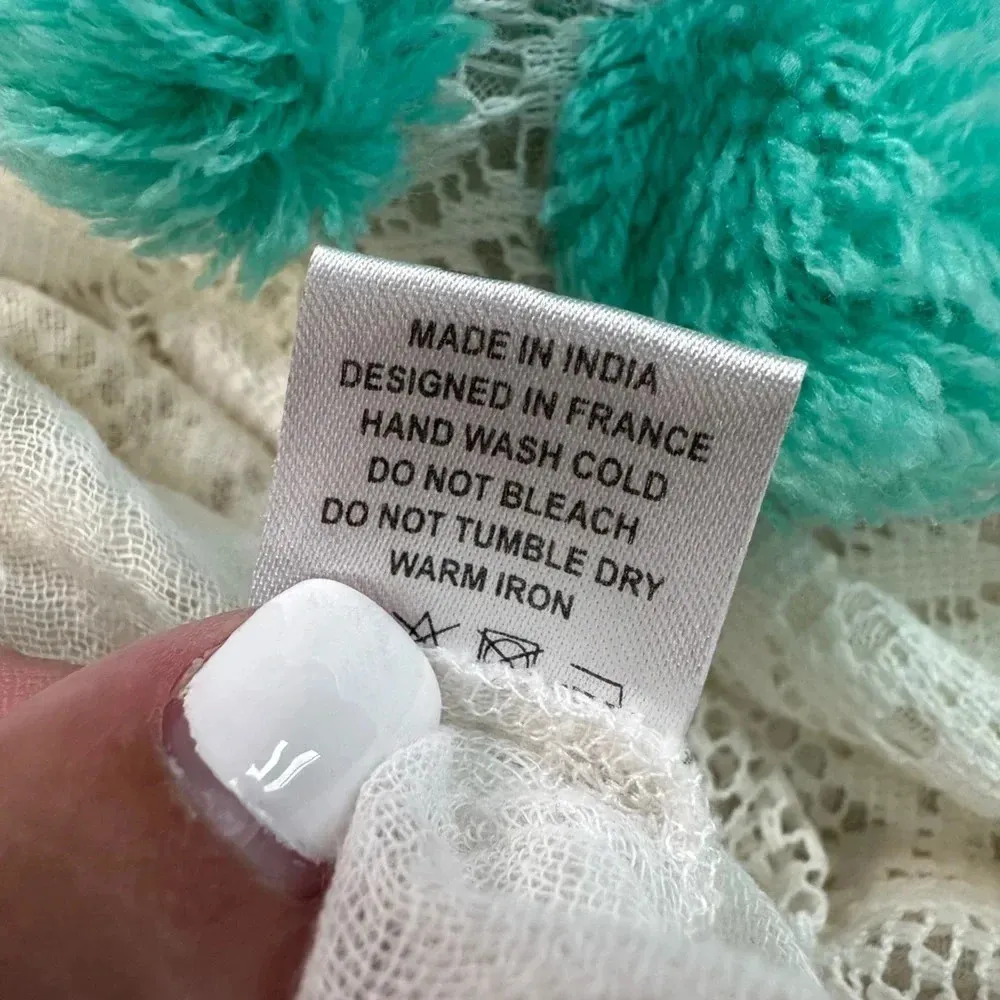 MADE IN INDIA
DESIGNED IN FRANCE
HAND WASH COLD
DO NOT BLEACH
DO NOT TUMBLE DRY
WARM IRON